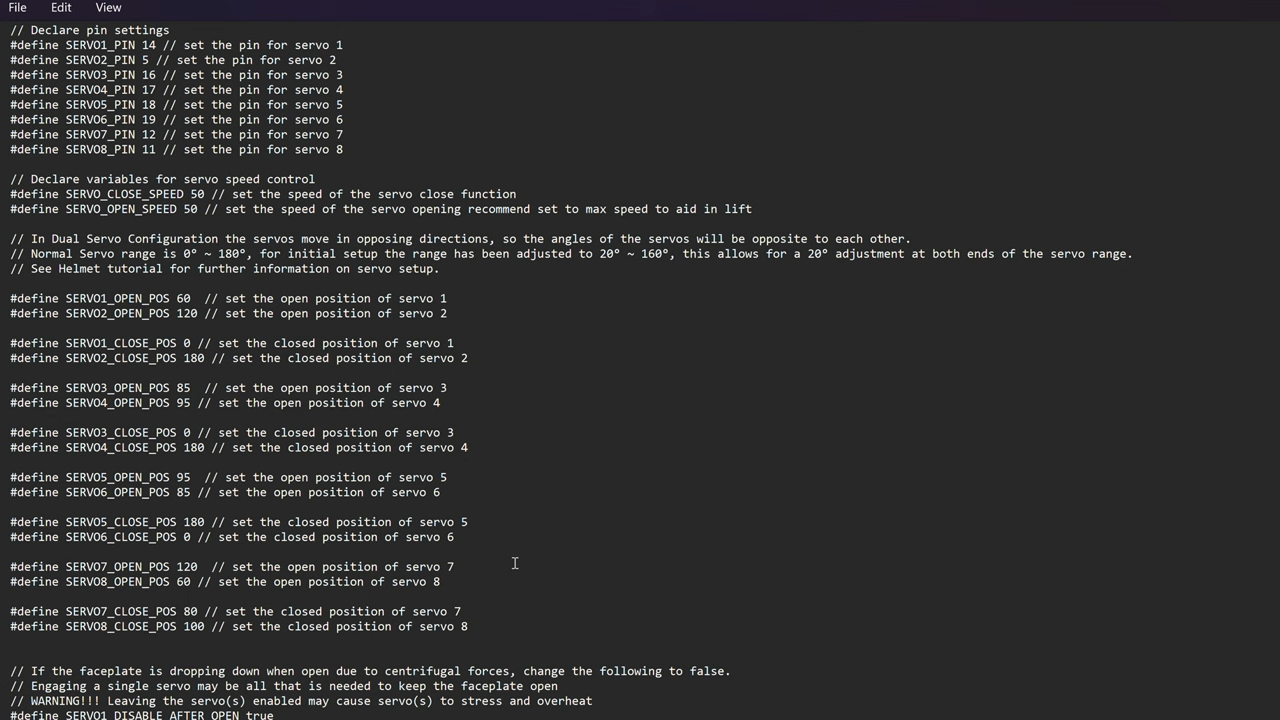 File Edit View
// Declare pin settings
#define SERVO1_PIN 14 // set the pin for servo 1
#define SERVO2_PIN 5 // set the pin for servo 2
#define SERVO3_PIN 16 // set the pin for servo 3
#define SERVO4_PIN 17 // set the pin for servo 4
#define SERVO5_PIN 18 // set the pin for servo 5
#define SERVO6_PIN 19 // set the pin for servo 6
#define SERVO7_PIN 12 // set the pin for servo 7
#define SERVO8_PIN 11 // set the pin for servo 8
// Declare variables for servo speed control
#define SERVO_CLOSE_SPEED 50 // set the speed of the servo close function
#define SERVO_OPEN_SPEED 50 // set the speed of the servo opening recommend set to max speed to aid in lift
// In Dual Servo Configuration the servos move in opposing directions, so the angles of the servos will be opposite to each other.
// Normal Servo range is 0° ~ 180°, for initial setup the range has been adjusted to 20° ~ 160°, this allows for a 20° adjustment at both ends of the servo range.
// See Helmet tutorial for further information on servo setup.
#define SERVO1_OPEN_POS 60  // set the open position of servo 1
#define SERVO2_OPEN_POS 120 // set the open position of servo 2
#define SERVO1_CLOSE_POS 0 // set the closed position of servo 1
#define SERVO2_CLOSE_POS 180 // set the closed position of servo 2
#define SERVO3_OPEN_POS 85  // set the open position of servo 3
#define SERVO4_OPEN_POS 95 // set the open position of servo 4
#define SERVO3_CLOSE_POS 0 // set the closed position of servo 3
#define SERVO4_CLOSE_POS 180 // set the closed position of servo 4
#define SERVO5_OPEN_POS 95  // set the open position of servo 5
#define SERVO6_OPEN_POS 85 // set the open position of servo 6
#define SERVO5_CLOSE_POS 180 // set the closed position of servo 5
#define SERVO6_CLOSE_POS 0 // set the closed position of servo 6
#define SERVO7_OPEN_POS 120  // set the open position of servo 7
#define SERVO8_OPEN_POS 60 // set the open position of servo 8
#define SERVO7_CLOSE_POS 80 // set the closed position of servo 7
#define SERVO8_CLOSE_POS 100 // set the closed position of servo 8
// If the faceplate is dropping down when open due to centrifugal forces, change the following to false.
// Engaging a single servo may be all that is needed to keep the faceplate open
// WARNING!!! Leaving the servo(s) enabled may cause servo(s) to stress and overheat
#define SERVO1_DISABLE_AFTER_OPEN true